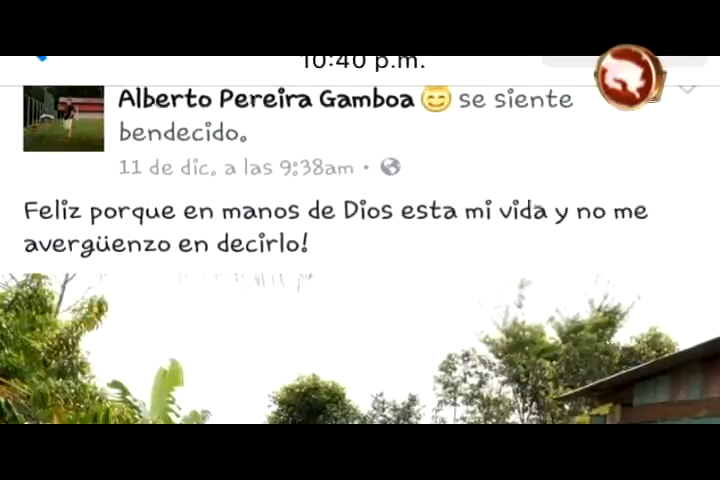 10:40 p.m.
Alberto Pereira Gamboa 😊 se siente
bendecido.
11 de dic. a las 9:38am •
Feliz porque en manos de Dios esta mi vida y no me
avergüenzo en decirlo!